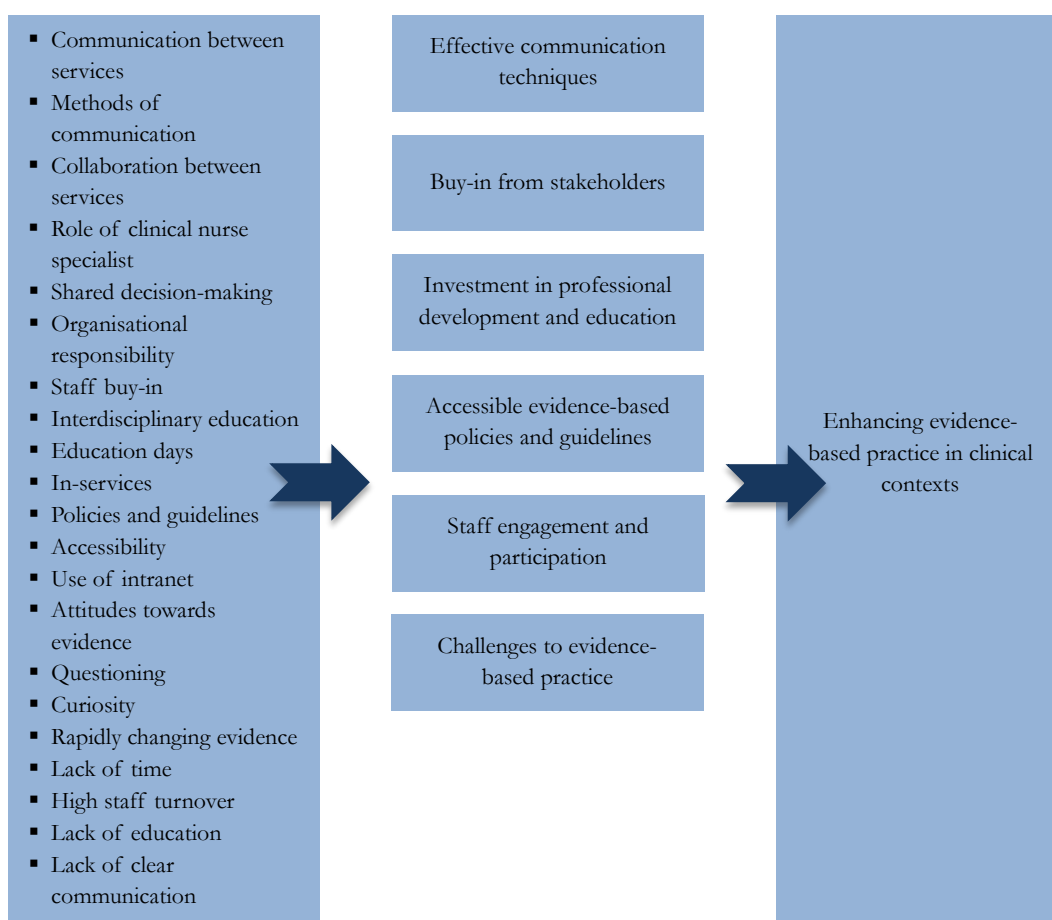 ▪ Communication between
services
▪ Methods of
communication
▪ Collaboration between
services
▪ Role of clinical nurse
specialist
▪ Shared decision-making
▪ Organisational
responsibility
▪ Staff buy-in
▪ Interdisciplinary education
▪ Education days
▪ In-services
▪ Policies and guidelines
▪ Accessibility
▪ Use of intranet
▪ Attitudes towards
evidence
▪ Questioning
▪ Curiosity
▪ Rapidly changing evidence
▪ Lack of time
▪ High staff turnover
▪ Lack of education
▪ Lack of clear
communication
Effective communication
techniques
Buy-in from stakeholders
Investment in professional
development and education
Accessible evidence-based
policies and guidelines
Staff engagement and
participation
Challenges to evidence-
based practice
Enhancing evidence-
based practice in clinical
contexts